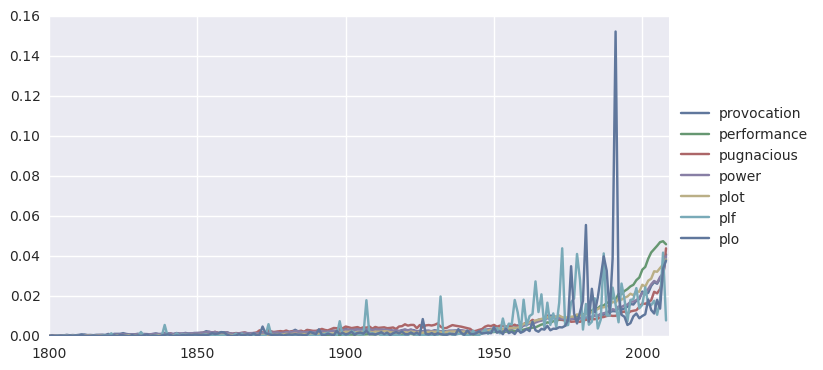 0.16
0.14
0.12
0.10
0.08
0.06
0.04
0.02
0.00
1800 1850 1900 1950 2000
provocation
performance
pugnacious
power
plot
plf
plo